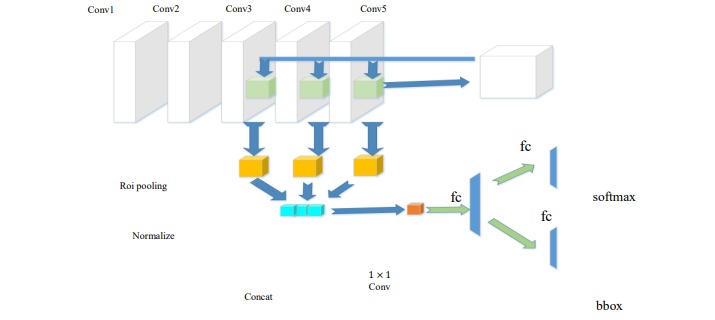 Conv1 Conv2 Conv3 Conv4 Conv5
fc
Roi pooling
fc
softmax
fc
Normalize
1 × 1
Conv
Concat
bbox